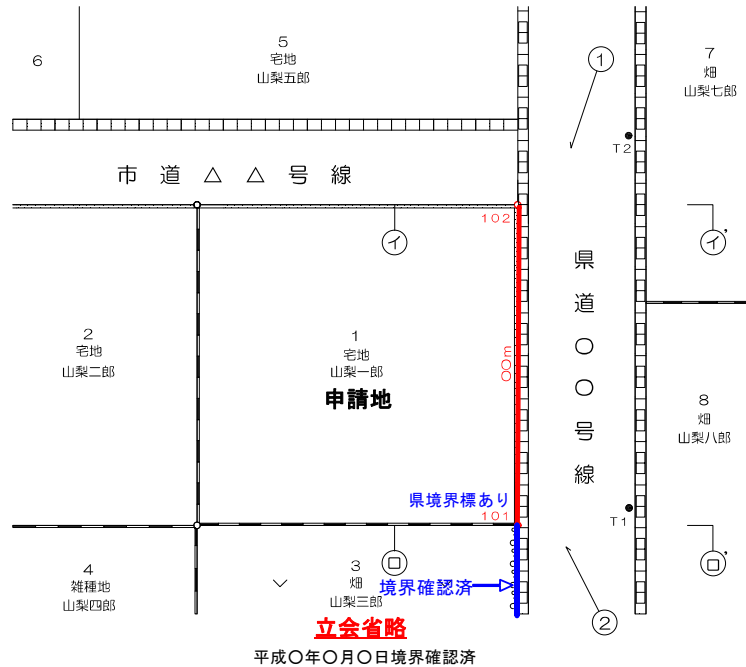 6
5
宅地
山梨五郎
①
7
畑
山梨七郎
T2
市道△△号線
102
イ
イ'
県道〇〇号線
2
宅地
山梨二郎
1
宅地
山梨一郎
申請地
〇〇m
8
畑
山梨八郎
県境界標あり
101
T1
ロ
ロ'
4
雑種地
山梨四郎
3
畑
山梨三郎
境界確認済
②
立会省略
平成〇年〇月〇日境界確認済